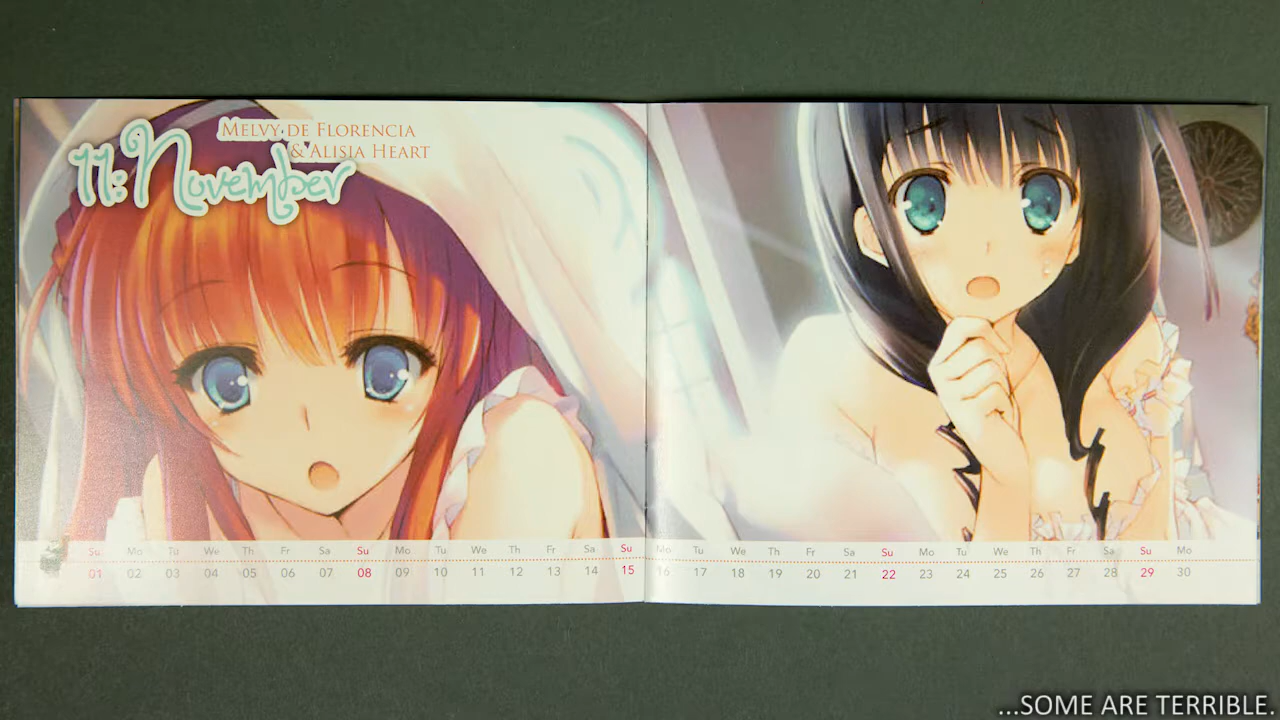 MELVY DE FLORENCIA
& ALISIA HEART
11: November
Su Mo Tu We Th Fr Sa Su Mo Tu We Th Fr Sa Su Mo Tu We Th Fr Sa Su Mo Tu We Th Fr Sa Su Mo
01 02 03 04 05 06 07 08 09 10 11 12 13 14 15 16 17 18 19 20 21 22 23 24 25 26 27 28 29 30
...SOME ARE TERRIBLE.